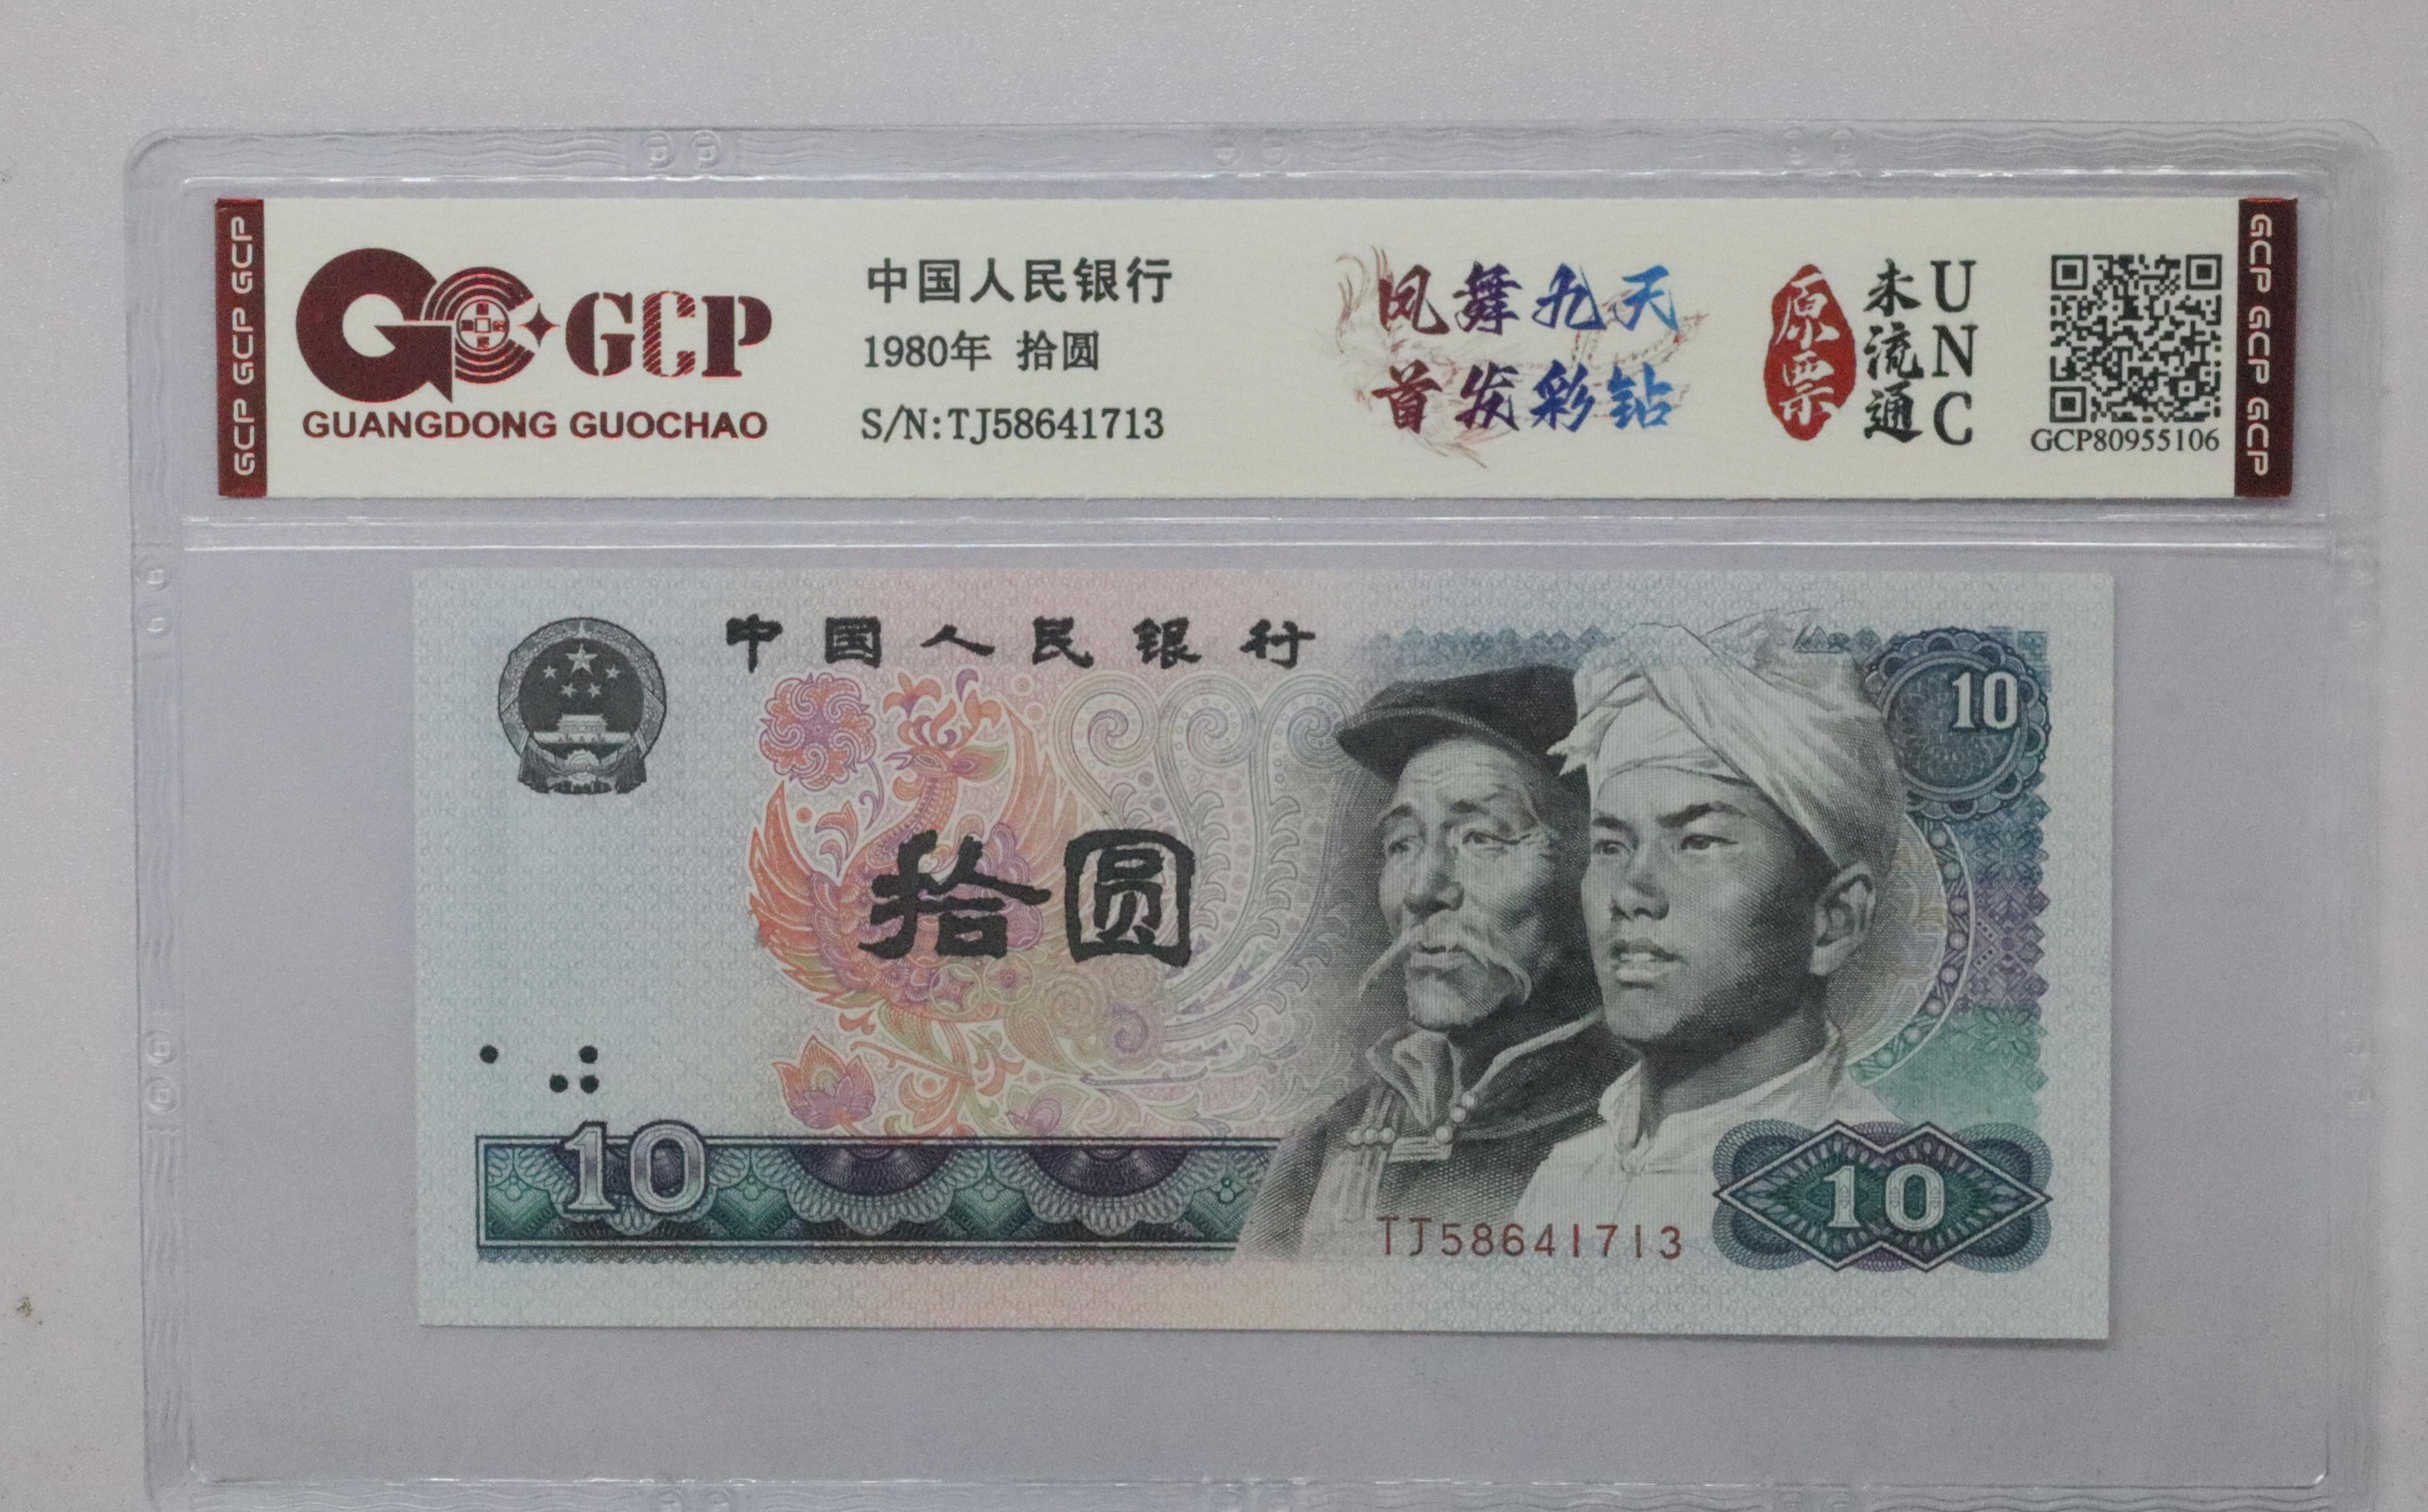 GCP GCP GCP
GCP
GUANGDONG GUOCHAO
中国人民银行
1980年 拾圆
S/N:TJ58641713
凤舞九天
首发彩钻
原票
未流通
UNC
GCP80955106
GCP GCP GCP
中国人民银行
10
拾圆
10
TJ58641713
10